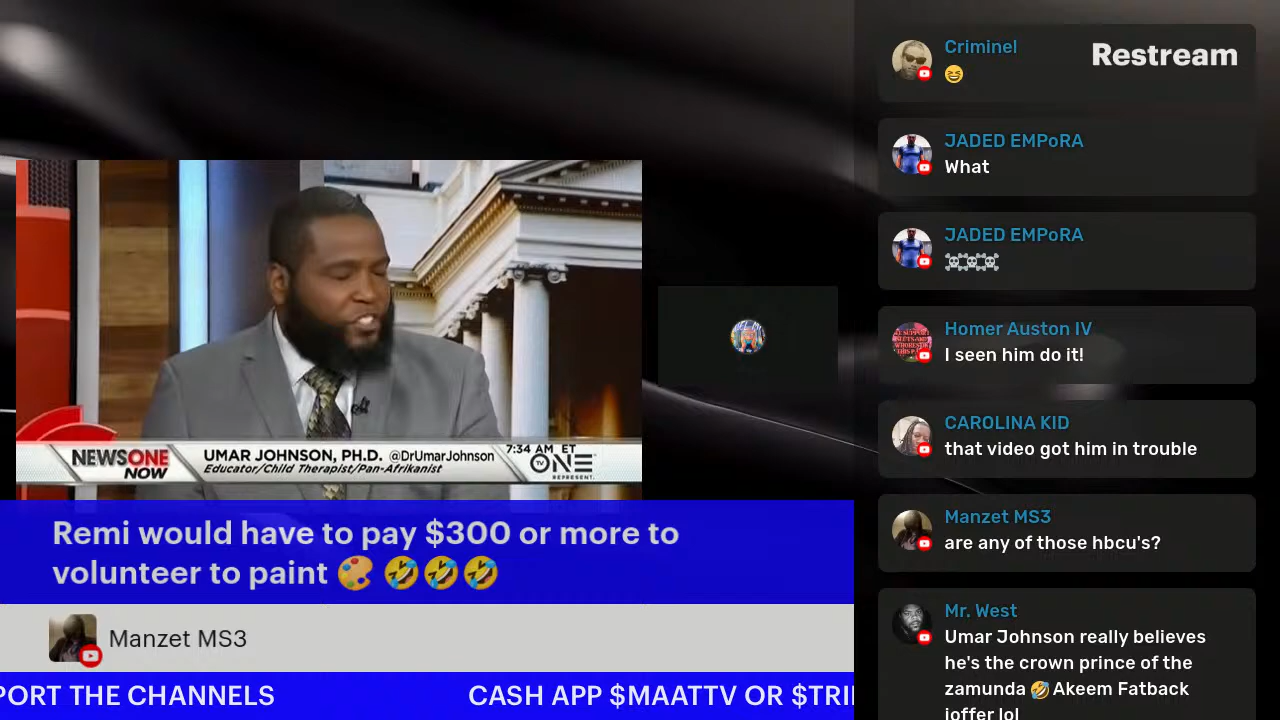 Restream
Criminel
😆
JADED EMPoRA
What
JADED EMPoRA
☠☠☠
Homer Auston IV
I seen him do it!
CAROLINA KID
that video got him in trouble
Manzet MS3
are any of those hbcu's?
Mr. West
Umar Johnson really believes
he's the crown prince of the
zamunda 🤣 Akeem Fatback
joffer lol
NEWSONE
NOW
UMAR JOHNSON, PH.D. @DrUmarJohnson
Educator/Child Therapist/Pan-Afrikanist
7:34 AM ET
TV ONE
REPRESENT.
Remi would have to pay $300 or more to
volunteer to paint 🎨 🤣🤣🤣
Manzet MS3
PORT THE CHANNELS CASH APP $MAATTV OR $TRI